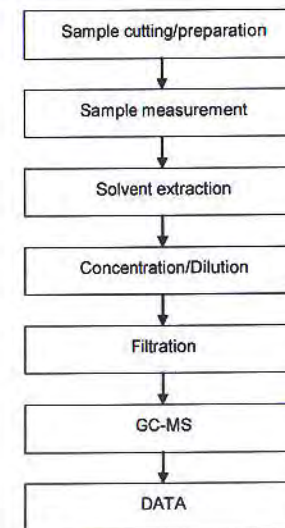 Sample cutting/preparation
Sample measurement
Solvent extraction
Concentration/Dilution
Filtration
GC-MS
DATA